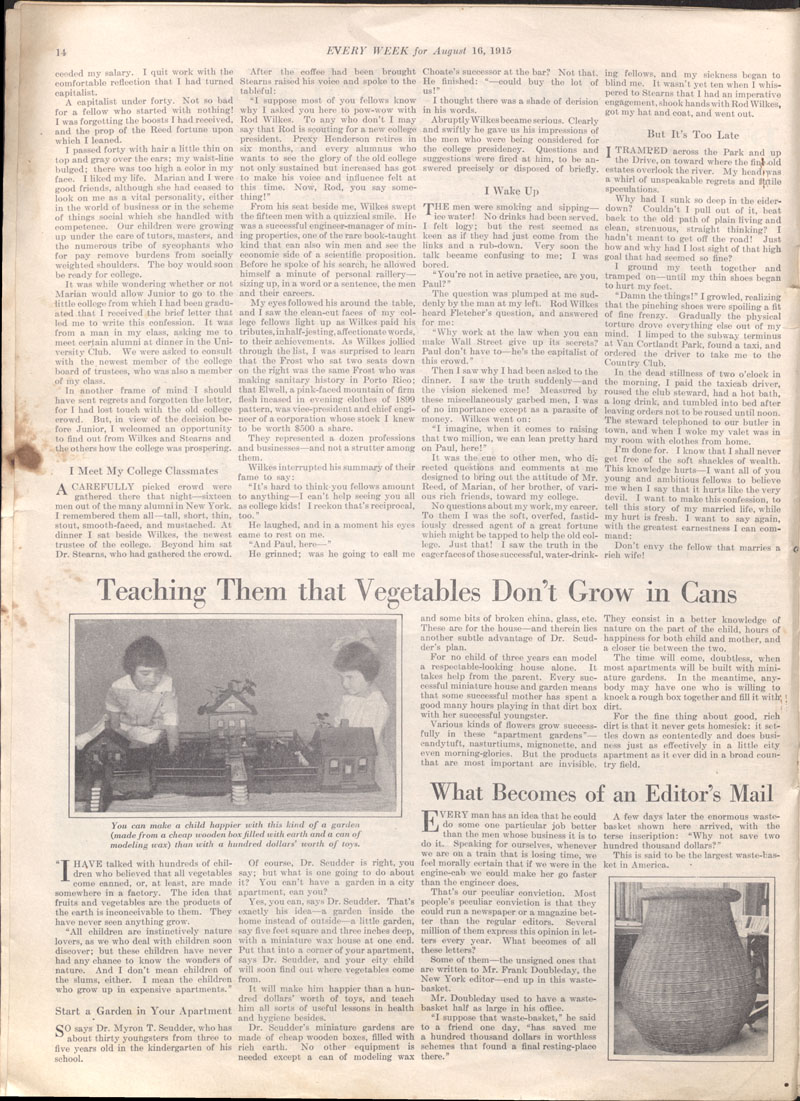 14
EVERY WEEK for August 16, 1915
ceeded my salary. I quit work with the
comfortable reflection that I had turned
capitalist.
A capitalist under forty. Not so bad
for a fellow who started with nothing!
I was forgetting the boosts I had received,
and the prop of the Reed fortune upon
which I leaned.
I passed forty with hair a little thin on
top and gray over the ears; my waist-line
bulged; there was too high a color in my
face. I liked my life. Marian and I were
good friends, although she had ceased to
look on me as a vital personality, either
in the world of business or in the scheme
of things social which she handled with
competence. Our children were growing
up under the care of tutors, masters, and
the numerous tribe of sycophants who
for pay remove burdens from socially
weighted shoulders. The boy would soon
be ready for college.
It was while wondering whether or not
Marian would allow Junior to go to the
little college from which I had been gradu-
ated that I received the brief letter that
led me to write this confession. It was
from a man in my class, asking me to
meet certain alumni at dinner in the Uni-
versity Club. We were asked to consult
with the newest member of the college
board of trustees, who was also a member
of my class.
In another frame of mind I should
have sent regrets and forgotten the letter,
for I had lost touch with the old college
crowd. But, in view of the decision be-
fore Junior, I welcomed an opportunity
to find out from Wilkes and Stearns and
the others how the college was prospering.
I Meet My College Classmates
A CAREFULLY picked crowd were
gathered there that night—sixteen
men out of the many alumni in New York.
I remembered them all—tall, short, thin,
stout, smooth-faced, and mustached. At
dinner I sat beside Wilkes, the newest
trustee of the college. Beyond him sat
Dr. Stearns, who had gathered the crowd.
After the coffee had been brought
Stearns raised his voice and spoke to the
tableful:
"I suppose most of you fellows know
why I asked you here to pow-wow with
Rod Wilkes. To any who don't I may
say that Rod is scouting for a new college
president. Prexy Henderson retires in
six months, and every alumnus who
wants to see the glory of the old college
not only sustained but increased has got
to make his voice and influence felt at
this time. Now, Rod, you say some-
thing!"
From his seat beside me, Wilkes swept
the fifteen men with a quizzical smile. He
was a successful engineer-manager of min-
ing properties, one of the rare book-taught
kind that can also win men and see the
economic side of a scientific proposition.
Before he spoke of his search, he allowed
himself a minute of personal raillery—
sizing up, in a word or a sentence, the men
and their careers.
My eyes followed his around the table,
and I saw the clean-cut faces of my col-
lege fellows light up as Wilkes paid his
tributes, in half-jesting, affectionate words,
to their achievements. As Wilkes jollied
through the list, I was surprised to learn
that the Frost who sat two seats down
on the right was the same Frost who was
making sanitary history in Porto Rico;
that Elwell, a pink-faced mountain of firm
flesh incased in evening clothes of 1899
pattern, was vice-president and chief engi-
neer of a corporation whose stock I knew
to be worth $500 a share.
They represented a dozen professions
and businesses—and not a strutter among
them.
Wilkes interrupted his summary of their
fame to say:
"It's hard to think you fellows amount
to anything—I can't help seeing you all
as college kids! I reckon that's reciprocal,
too."
He laughed, and in a moment his eyes
came to rest on me.
"And Paul, here—"
He grinned; was he going to call me
Choate's successor at the bar? Not that.
He finished: "—could buy the lot of
us!"
I thought there was a shade of derision
in his words.
Abruptly Wilkes became serious. Clearly
and swiftly he gave us his impressions of
the men who were being considered for
the college presidency. Questions and
suggestions were fired at him, to be an-
swered precisely or disposed of briefly.
I Wake Up
THE men were smoking and sipping—
ice water! No drinks had been served.
I felt logy; but the rest seemed as
keen as if they had just come from the
links and a rub-down. Very soon the
talk became confusing to me; I was
bored.
"You're not in active practice, are you,
Paul?"
The question was plumped at me sud-
denly by the man at my left. Rod Wilkes
heard Fletcher's question, and answered
for me:
"Why work at the law when you can
make Wall Street give up its secrets?
Paul don't have to—he's the capitalist of
this crowd."
Then I saw why I had been asked to the
dinner. I saw the truth suddenly—and
the vision sickened me! Measured by
these miscellaneously garbed men, I was
of no importance except as a parasite of
money. Wilkes went on:
"I imagine, when it comes to raising
that two million, we can lean pretty hard
on Paul, here!"
It was the cue to other men, who di-
rected questions and comments at me
designed to bring out the attitude of Mr.
Reed, of Marian, of her brother, of vari-
ous rich friends, toward my college.
No questions about my work, my career.
To them I was the soft, overfed, fastid-
iously dressed agent of a great fortune
which might be tapped to help the old col-
lege. Just that! I saw the truth in the
eager faces of those successful, water-drink-
ing fellows, and my sickness began to
blind me. It wasn't yet ten when I whis-
pered to Stearns that I had an imperative
engagement, shook hands with Rod Wilkes,
got my hat and coat, and went out.
But It's Too Late
I TRAMPED across the Park and up
the Drive, on toward where the fine old
estates overlook the river. My head was
a whirl of unspeakable regrets and futile
speculations.
Why had I sunk so deep in the eider-
down? Couldn't I pull out of it, beat
back to the old path of plain living and
clean, strenuous, straight thinking? I
hadn't meant to get off the road! Just
how and why had I lost sight of that high
goal that had seemed so fine?
I ground my teeth together and
tramped on—until my thin shoes began
to hurt my feet.
"Damn the things!" I growled, realizing
that the pinching shoes were spoiling a fit
of fine frenzy. Gradually the physical
torture drove everything else out of my
mind. I limped to the subway terminus
at Van Cortlandt Park, found a taxi, and
ordered the driver to take me to the
Country Club.
In the dead stillness of two o'clock in
the morning, I paid the taxicab driver,
roused the club steward, had a hot bath,
a long drink, and tumbled into bed after
leaving orders not to be roused until noon.
The steward telephoned to our butler in
town, and when I woke my valet was in
my room with clothes from home.
I'm done for. I know that I shall never
get free of the soft shackles of wealth.
This knowledge hurts—I want all of you
young and ambitious fellows to believe
me when I say that it hurts like the very
devil. I want to make this confession, to
tell this story of my married life, while
my hurt is fresh. I want to say again,
with the greatest earnestness I can com-
mand:
Don't envy the fellow that marries a
rich wife!
Teaching Them that Vegetables Don't Grow in Cans
You can make a child happier with this kind of a garden
(made from a cheap wooden box filled with earth and a can of
modeling wax) than with a hundred dollars' worth of toys.
"I HAVE talked with hundreds of chil-
dren who believed that all vegetables
come canned, or, at least, are made
somewhere in a factory. The idea that
fruits and vegetables are the products of
the earth is inconceivable to them. They
have never seen anything grow.
"All children are instinctively nature
lovers, as we who deal with children soon
discover; but these children have never
had any chance to know the wonders of
nature. And I don't mean children of
the slums, either. I mean the children
who grow up in expensive apartments."
Start a Garden in Your Apartment
SO says Dr. Myron T. Scudder, who has
about thirty youngsters from three to
five years old in the kindergarten of his
school.
Of course, Dr. Scudder is right, you
say; but what is one going to do about
it? You can't have a garden in a city
apartment, can you?
Yes, you can, says Dr. Scudder. That's
exactly his idea—a garden inside the
home instead of outside—a little garden,
say five feet square and three inches deep,
with a miniature wax house at one end.
Put that into a corner of your apartment,
says Dr. Scudder, and your city child
will soon find out where vegetables come
from.
It will make him happier than a hun-
dred dollars' worth of toys, and teach
him all sorts of useful lessons in health
and hygiene besides.
Dr. Scudder's miniature gardens are
made of cheap wooden boxes, filled with
rich earth. No other equipment is
needed except a can of modeling wax
and some bits of broken china, glass, etc.
These are for the house—and therein lies
another subtle advantage of Dr. Scud-
der's plan.
For no child of three years can model
a respectable-looking house alone. It
takes help from the parent. Every suc-
cessful miniature house and garden means
that some successful mother has spent a
good many hours playing in that dirt box
with her successful youngster.
Various kinds of flowers grow success-
fully in these "apartment gardens"—
candytuft, nasturtiums, mignonette, and
even morning-glories. But the products
that are most important are invisible.
They consist in a better knowledge of
nature on the part of the child, hours of
happiness for both child and mother, and
a closer tie between the two.
The time will come, doubtless, when
most apartments will be built with mini-
ature gardens. In the meantime, any-
body may have one who is willing to
knock a rough box together and fill it with
dirt.
For the fine thing about good, rich
dirt is that it never gets homesick: it set-
tles down as contentedly and does busi-
ness just as effectively in a little city
apartment as it ever did in a broad coun-
try field.
What Becomes of an Editor's Mail
EVERY man has an idea that he could
do some one particular job better
than the men whose business it is to
do it. Speaking for ourselves, whenever
we are on a train that is losing time, we
feel morally certain that if we were in the
engine-cab we could make her go faster
than the engineer does.
That's our peculiar conviction. Most
people's peculiar conviction is that they
could run a newspaper or a magazine bet-
ter than the regular editors. Several
million of them express this opinion in let-
ters every year. What becomes of all
these letters?
Some of them—the unsigned ones that
are written to Mr. Frank Doubleday, the
New York editor—end up in this waste-
basket.
Mr. Doubleday used to have a waste-
basket half as large in his office.
"I suppose that waste-basket," he said
to a friend one day, "has saved me
a hundred thousand dollars in worthless
schemes that found a final resting-place
there."
A few days later the enormous waste-
basket shown here arrived, with the
terse inscription: "Why not save two
hundred thousand dollars?"
This is said to be the largest waste-bas-
ket in America.